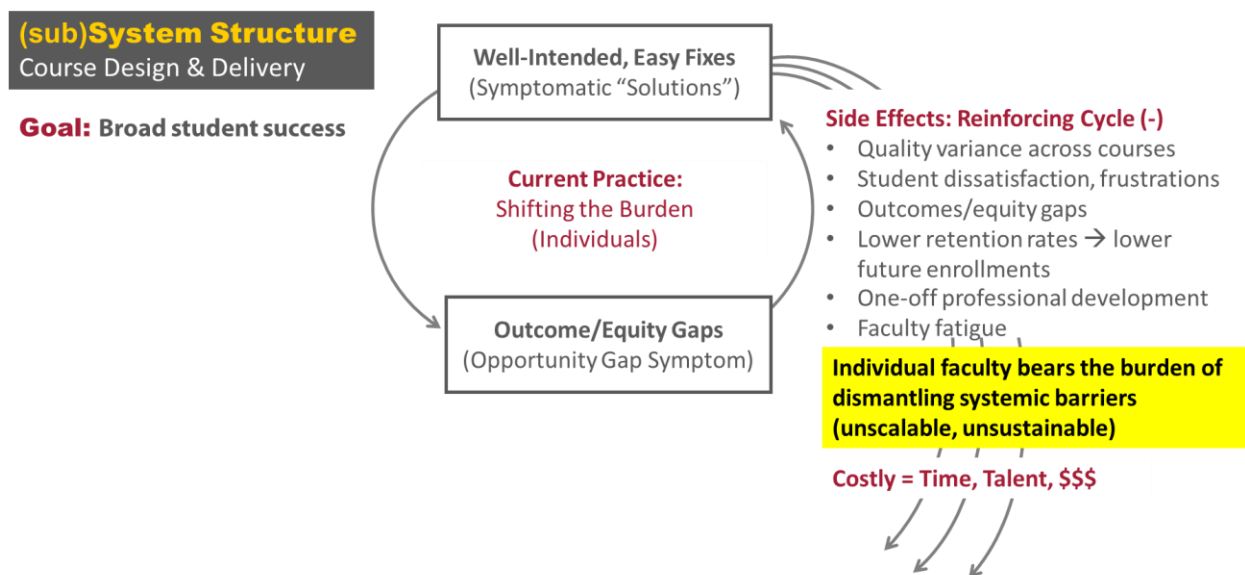 (sub)System Structure
Course Design & Delivery
Goal: Broad student success
Well-Intended, Easy Fixes
(Symptomatic “Solutions”)
Current Practice:
Shifting the Burden
(Individuals)
Outcome/Equity Gaps
(Opportunity Gap Symptom)
Side Effects: Reinforcing Cycle (-)
• Quality variance across courses
• Student dissatisfaction, frustrations
• Outcomes/equity gaps
• Lower retention rates → lower
future enrollments
• One-off professional development
• Faculty fatigue
Individual faculty bears the burden of
dismantling systemic barriers
(unscalable, unsustainable)
Costly = Time, Talent, $$$